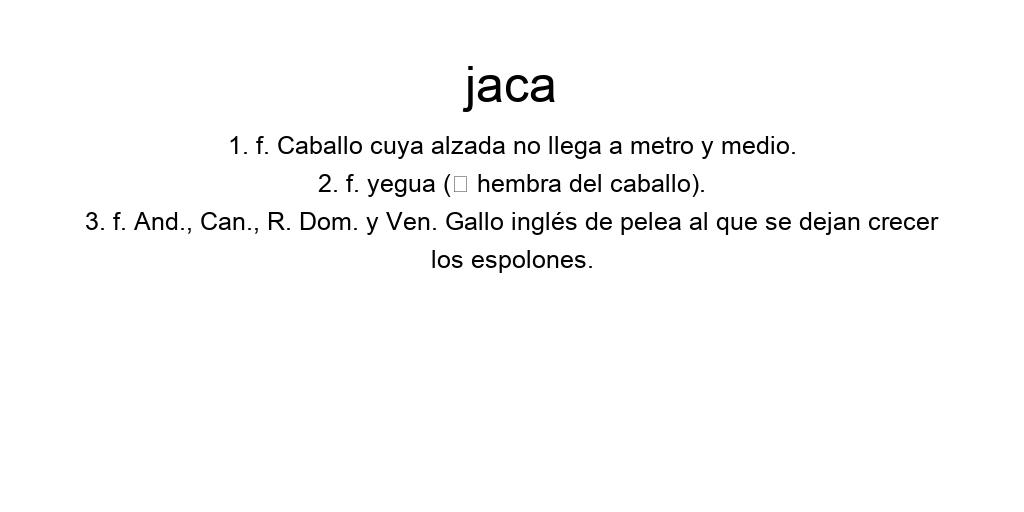 jaca
1. f. Caballo cuya alzada no llega a metro y medio.
2. f. yegua (□ hembra del caballo).
3. f. And., Can., R. Dom. y Ven. Gallo inglés de pelea al que se dejan crecer
los espolones.